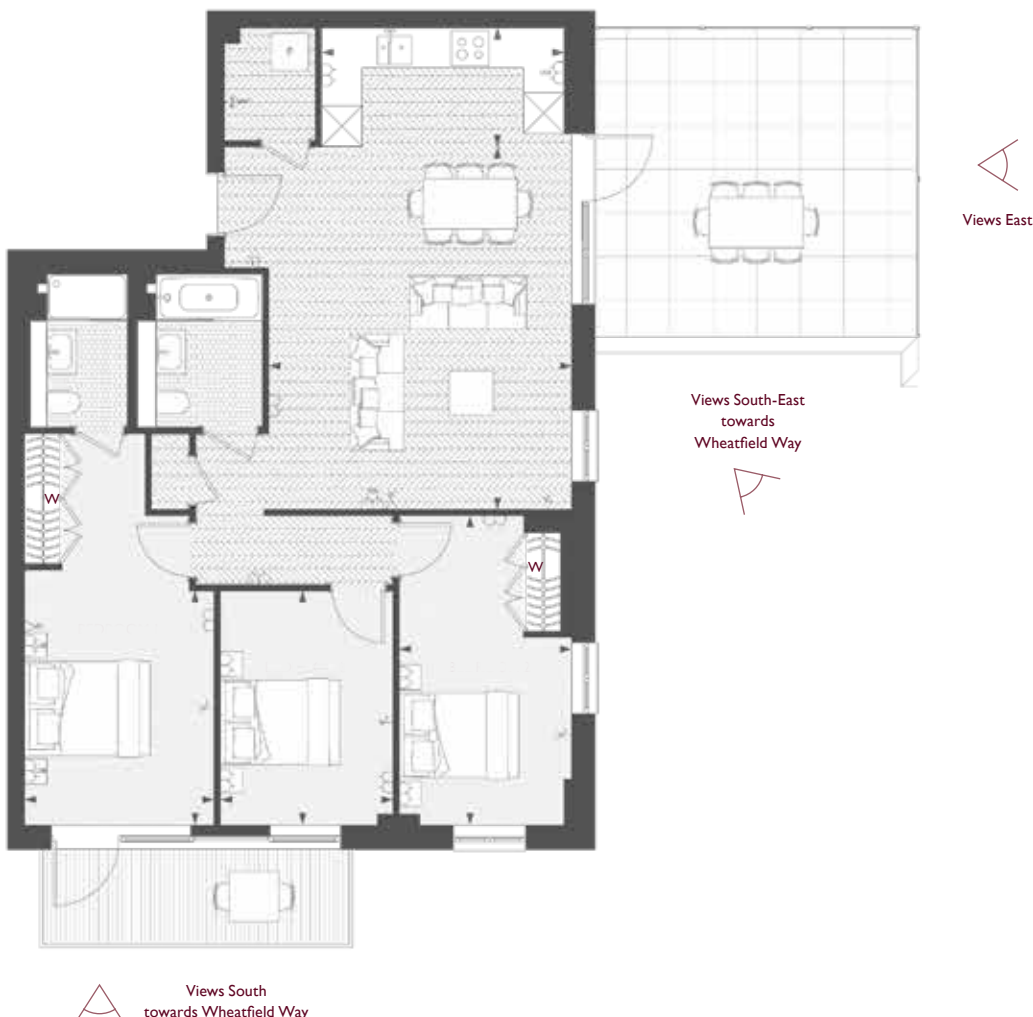 Views East
Views South-East
towards
Wheatfield Way
W
W
Views South
towards Wheatfield Way